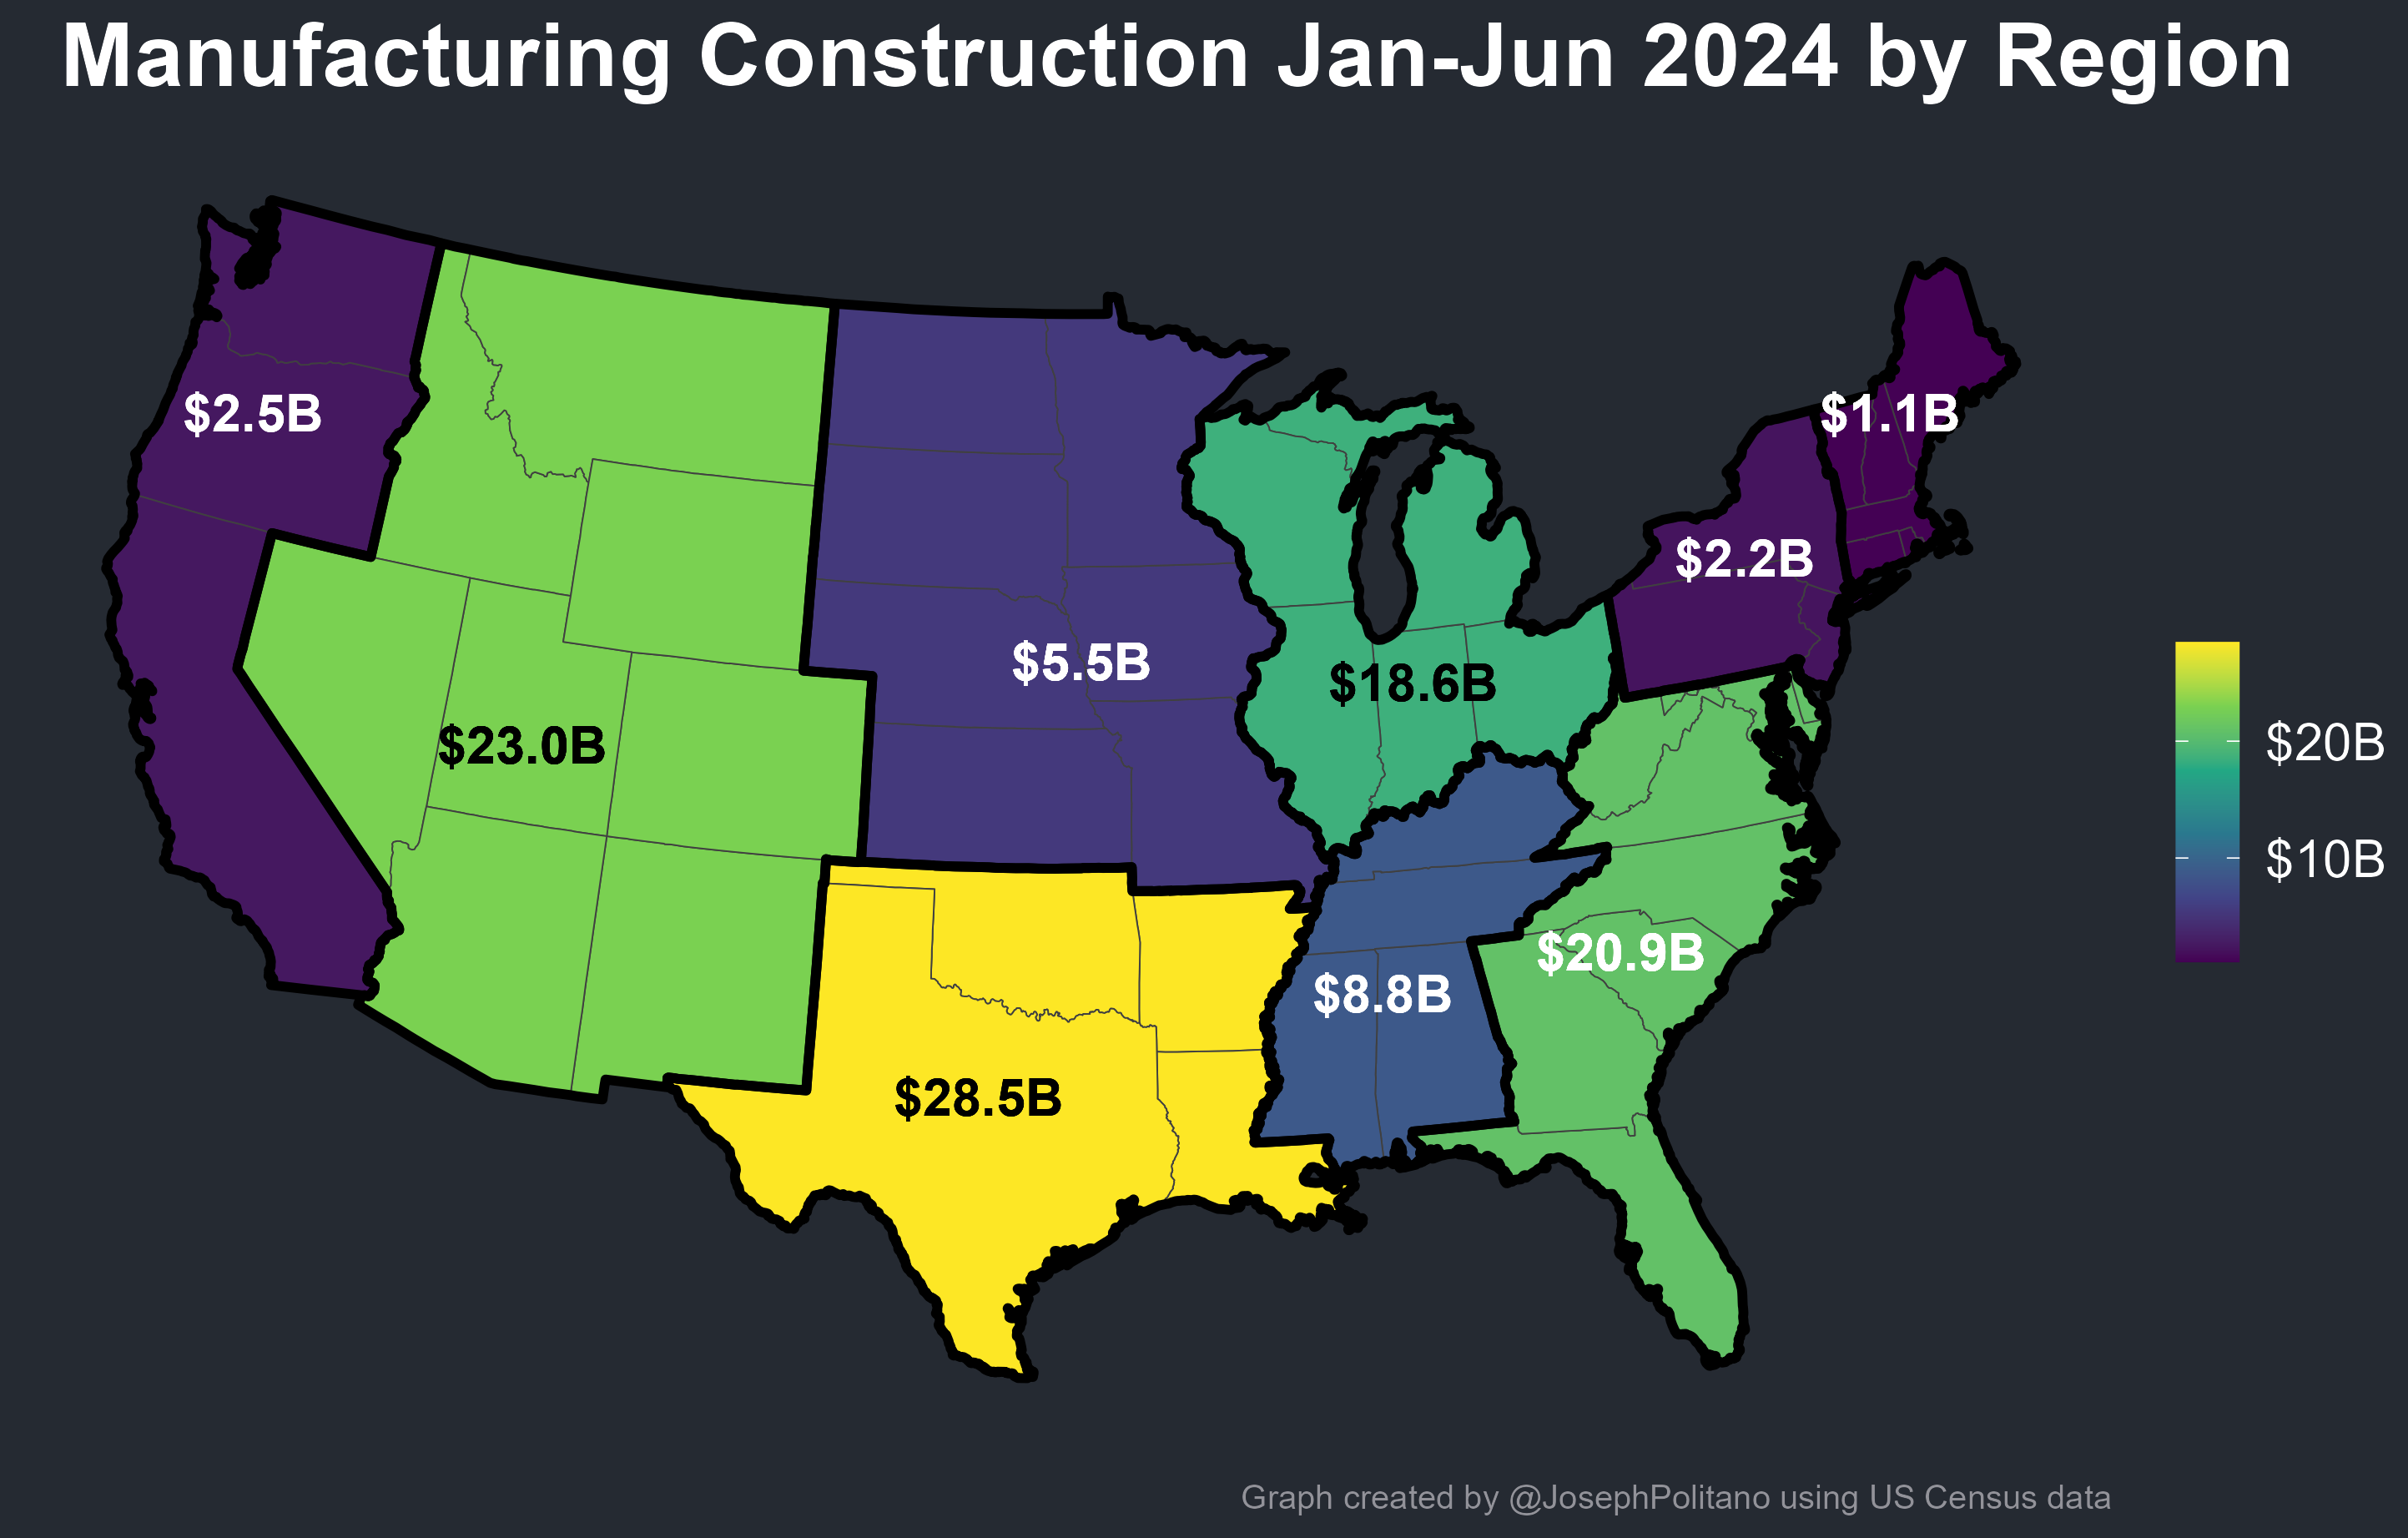 Manufacturing Construction Jan-Jun 2024 by Region
$2.5B
$1.1B
$2.2B
$5.5B
$18.6B
$23.0B
$20B
$10B
$20.9B
$8.8B
$28.5B
Graph created by @JosephPolitano using US Census data